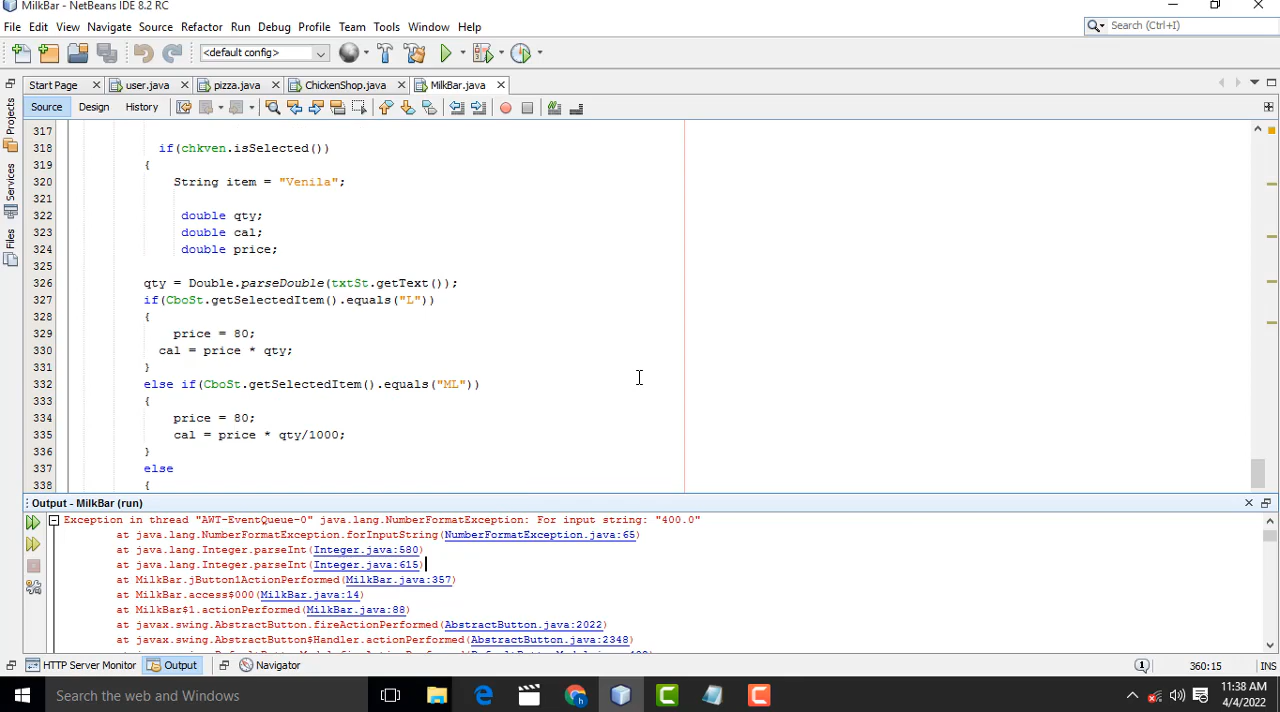 MilkBar - NetBeans IDE 8.2 RC
File Edit View Navigate Source Refactor Run Debug Profile Team Tools Window Help
Search (Ctrl+I)
<default config>
Start Page user.java pizza.java ChickenShop.java MilkBar.java
Source Design History
Projects
Services
Files
317
318 if(chkven.isSelected())
319 {
320 String item = "Venila";
321
322 double qty;
323 double cal;
324 double price;
325
326 qty = Double.parseDouble(txtSt.getText());
327 if(CboSt.getSelectedItem().equals("L"))
328 {
329 price = 80;
330 cal = price * qty;
331 }
332 else if(CboSt.getSelectedItem().equals("ML"))
333 {
334 price = 80;
335 cal = price * qty/1000;
336 }
337 else
338 {
Output - MilkBar (run)
Exception in thread "AWT-EventQueue-0" java.lang.NumberFormatException: For input string: "400.0"
at java.lang.NumberFormatException.forInputString(NumberFormatException.java:65)
at java.lang.Integer.parseInt(Integer.java:580)
at java.lang.Integer.parseInt(Integer.java:615)
at MilkBar.jButton1ActionPerformed(MilkBar.java:357)
at MilkBar.access$000(MilkBar.java:14)
at MilkBar$1.actionPerformed(MilkBar.java:88)
at javax.swing.AbstractButton.fireActionPerformed(AbstractButton.java:2022)
at javax.swing.AbstractButton$Handler.actionPerformed(AbstractButton.java:2348)
HTTP Server Monitor Output Navigator
1 360:15 INS
Search the web and Windows
11:38 AM
4/4/2022